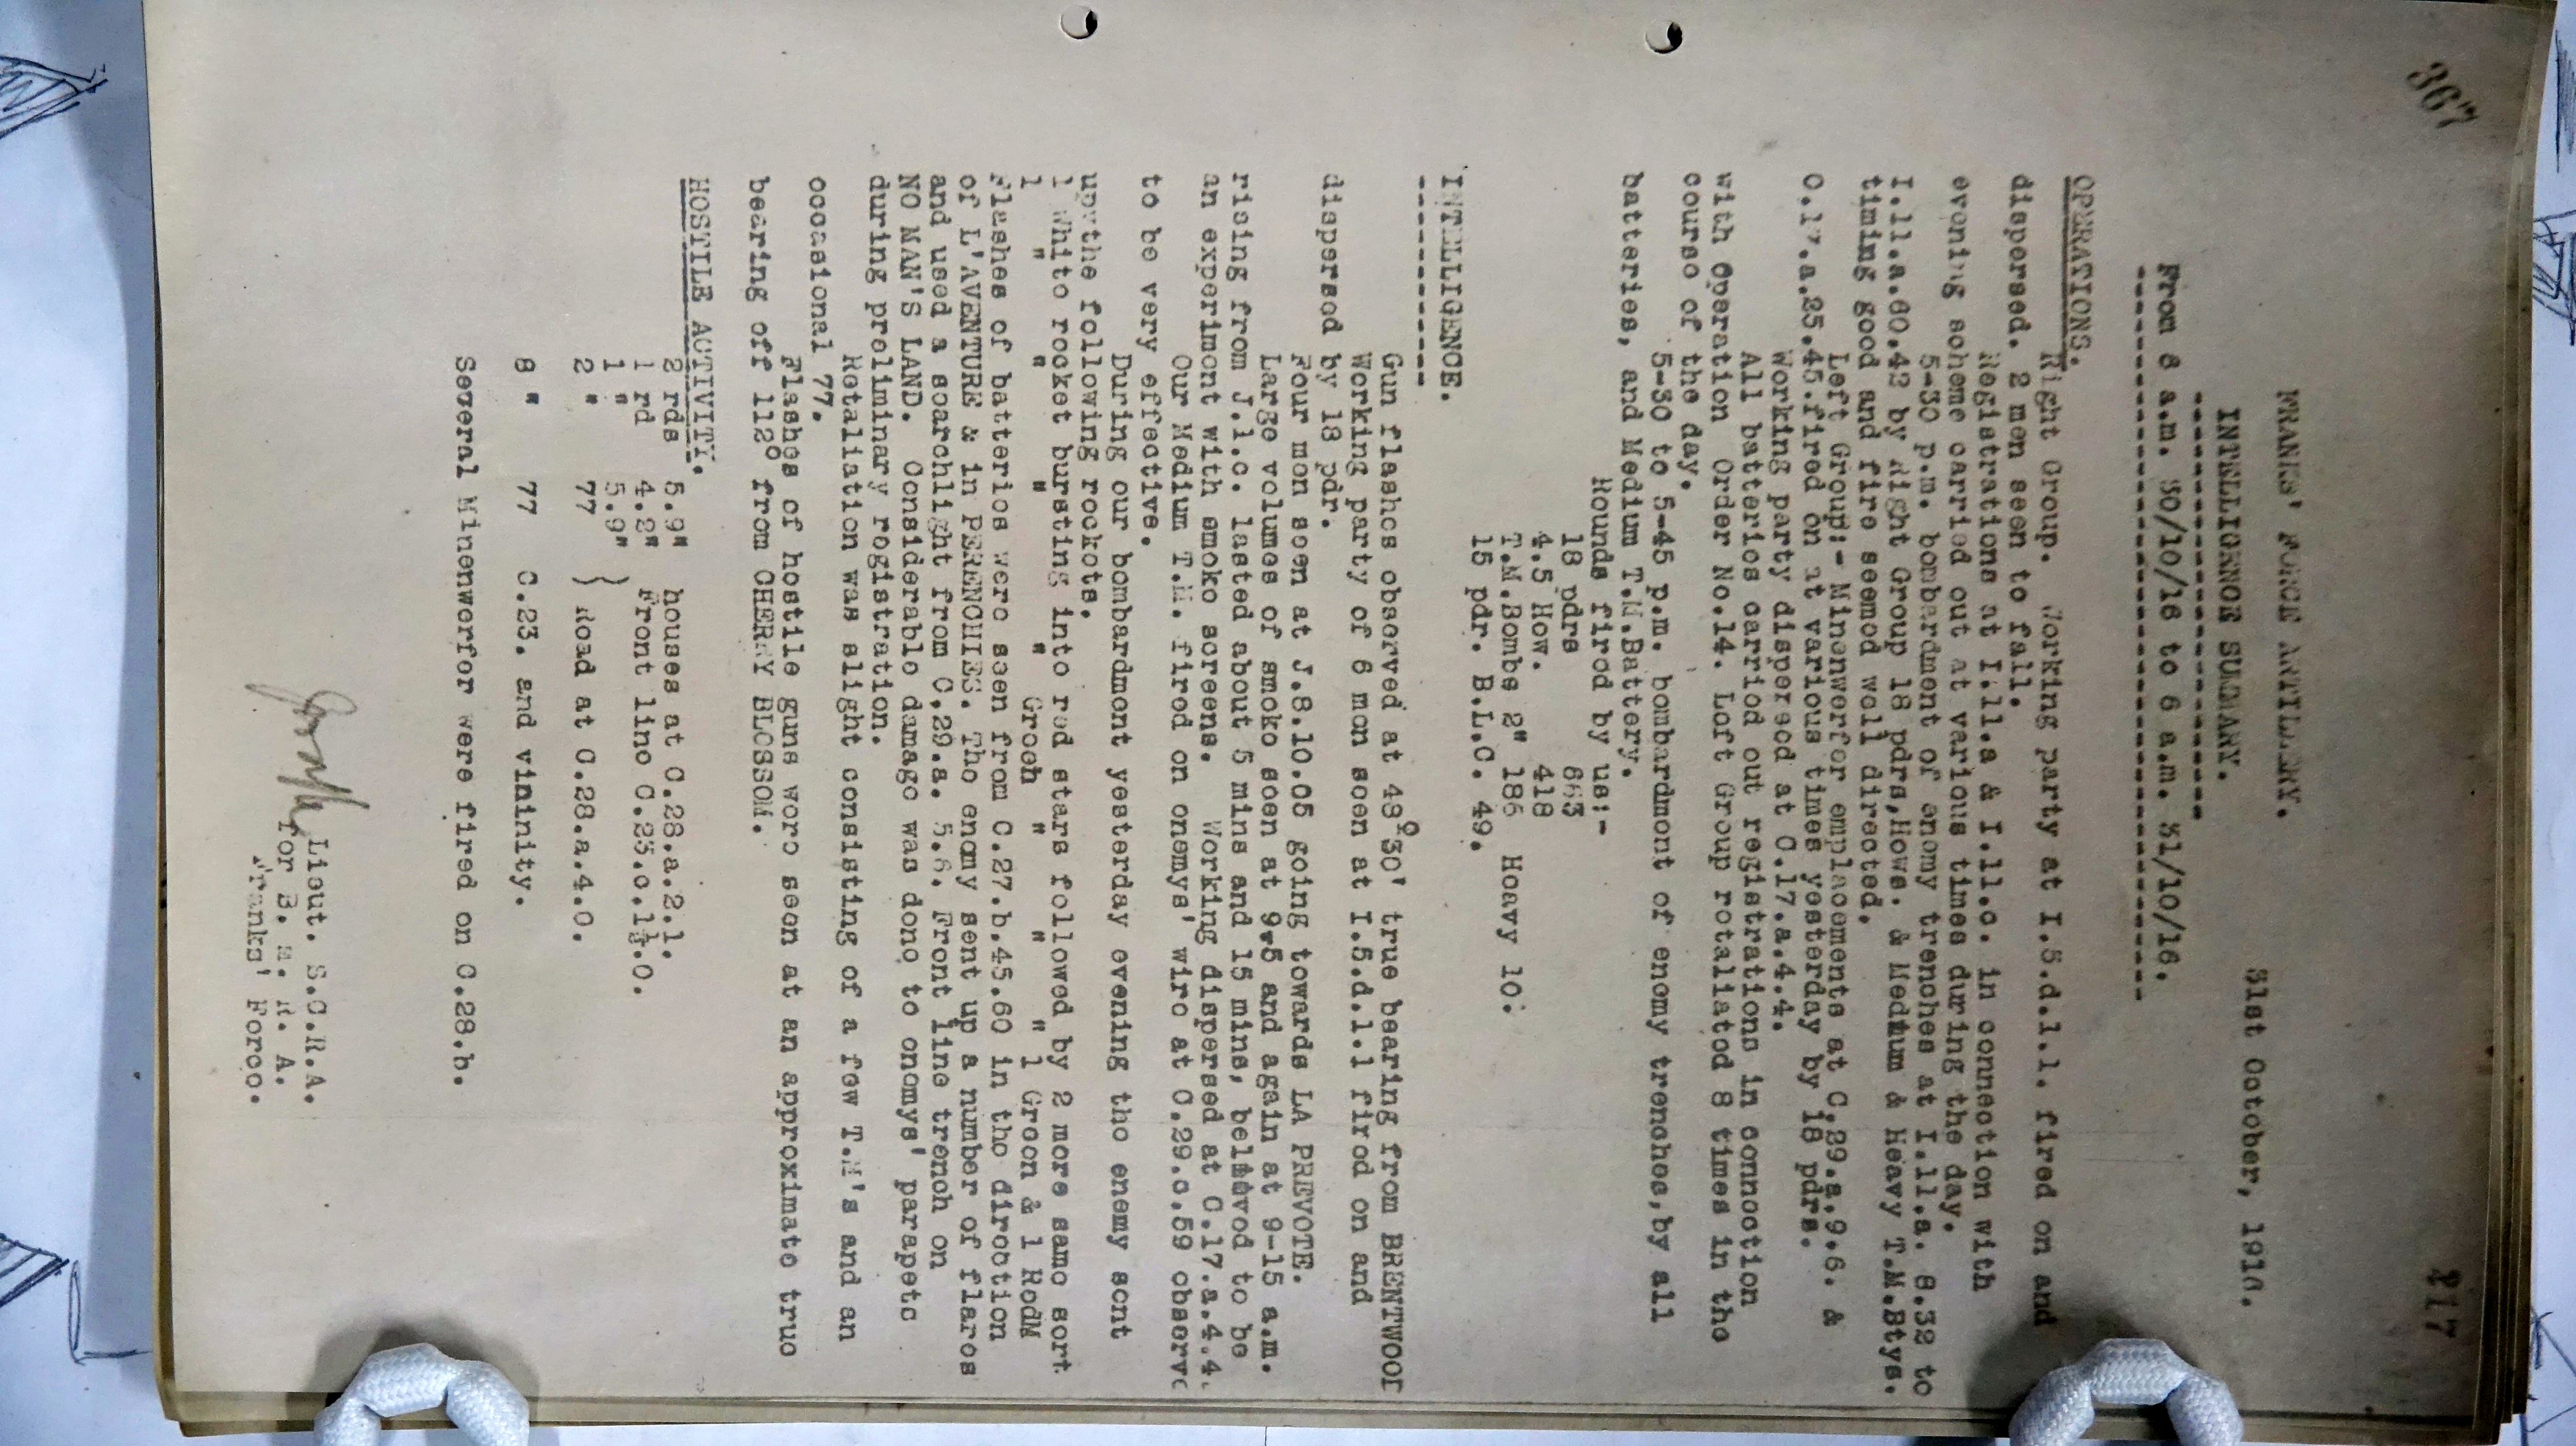 367
217
FRANKS' FORCE ARTILLERY.
31st October, 1916.
INTELLIGENCE SUMMARY.
---------------------------
From 6 a.m. 30/10/16 to 6 a.m. 31/10/16.
---------------------------------------------
OPERATIONS.
Right Group. Working party at I.5.d.1.1. fired on and
dispersed. 2 men seen to fall.
Registrations at I.11.a & I.11.c. in connection with
evening scheme carried out at various times during the day.
5-30 p.m. bombardment of enemy trenches at I.11.a. 8.32 to
I.11.a.60.42 by Right Group 18 pdrs,Hows. & Medium & Heavy T.M.Btys.
timing good and fire seemed well directed.
Left Group:- Minenwerfer emplacements at C.29.a.9.6. &
C.17.a.25.45.fired on at various times yesterday by 18 pdrs.
Working party dispersed at C.17.a.4.4.
All batteries carried out registrations in connection
with Operation Order No.14. Left Group retaliated 8 times in the
course of the day.
5-30 to 5-45 p.m. bombardment of enemy trenches,by all
batteries, and Medium T.M.Battery.
Rounds fired by us:-
18 pdrs 663
4.5 How. 418
T.M.Bombs 2" 186 Heavy 10.
15 pdr. B.L.C. 49.
INTELLIGENCE.
------------
Gun flashes observed at 48°30' true bearing from BRENTWOOD
Working party of 6 men seen at I.5.d.1.1 fired on and
dispersed by 18 pdr.
Four men seen at J.8.10.05 going towards LA PREVOTE.
Large volumes of smoke seen at 9-5 and again at 9-15 a.m.
rising from J.1.c. lasted about 5 mins and 15 mins, believed to be
an experiment with smoke screens. Working dispersed at C.17.a.4.4.
Our Medium T.M. fired on enemys' wire at C.29.c.59 observe
to be very effective.
During our bombardment yesterday evening the enemy sent
up the following rockets.
1 White rocket bursting into red stars followed by 2 more same sort
1 " " " " Green " " " 1 Green & 1 RedM
Flashes of batteries were seen from C.27.b.45.60 in the direction
of L'AVENTURE & in PERENCHIES. The enemy sent up a number of flares
and used a searchlight from C.29.a. 5.6. Front line trench on
NO MAN'S LAND. Considerable damage was done to enemys' parapets
during preliminary registration.
Retaliation was slight consisting of a few T.M's and an
occasional 77.
Flashes of hostile guns were seen at an approximate true
bearing off 112° from CHERRY BLOSSOM.
HOSTILE ACTIVITY.
2 rds 5.9" houses at C.28.a.2.1.
1 rd 4.2" Front line C.23.c.1½.0.
1 " 5.9" }
2 " 77 } Road at C.28.a.4.0.
8 " 77 C.23. and vininity.
Several Minenwerfer were fired on C.28.b.
Lieut. S.C.R.A.
for B. M. R. A.
Franks' Force.